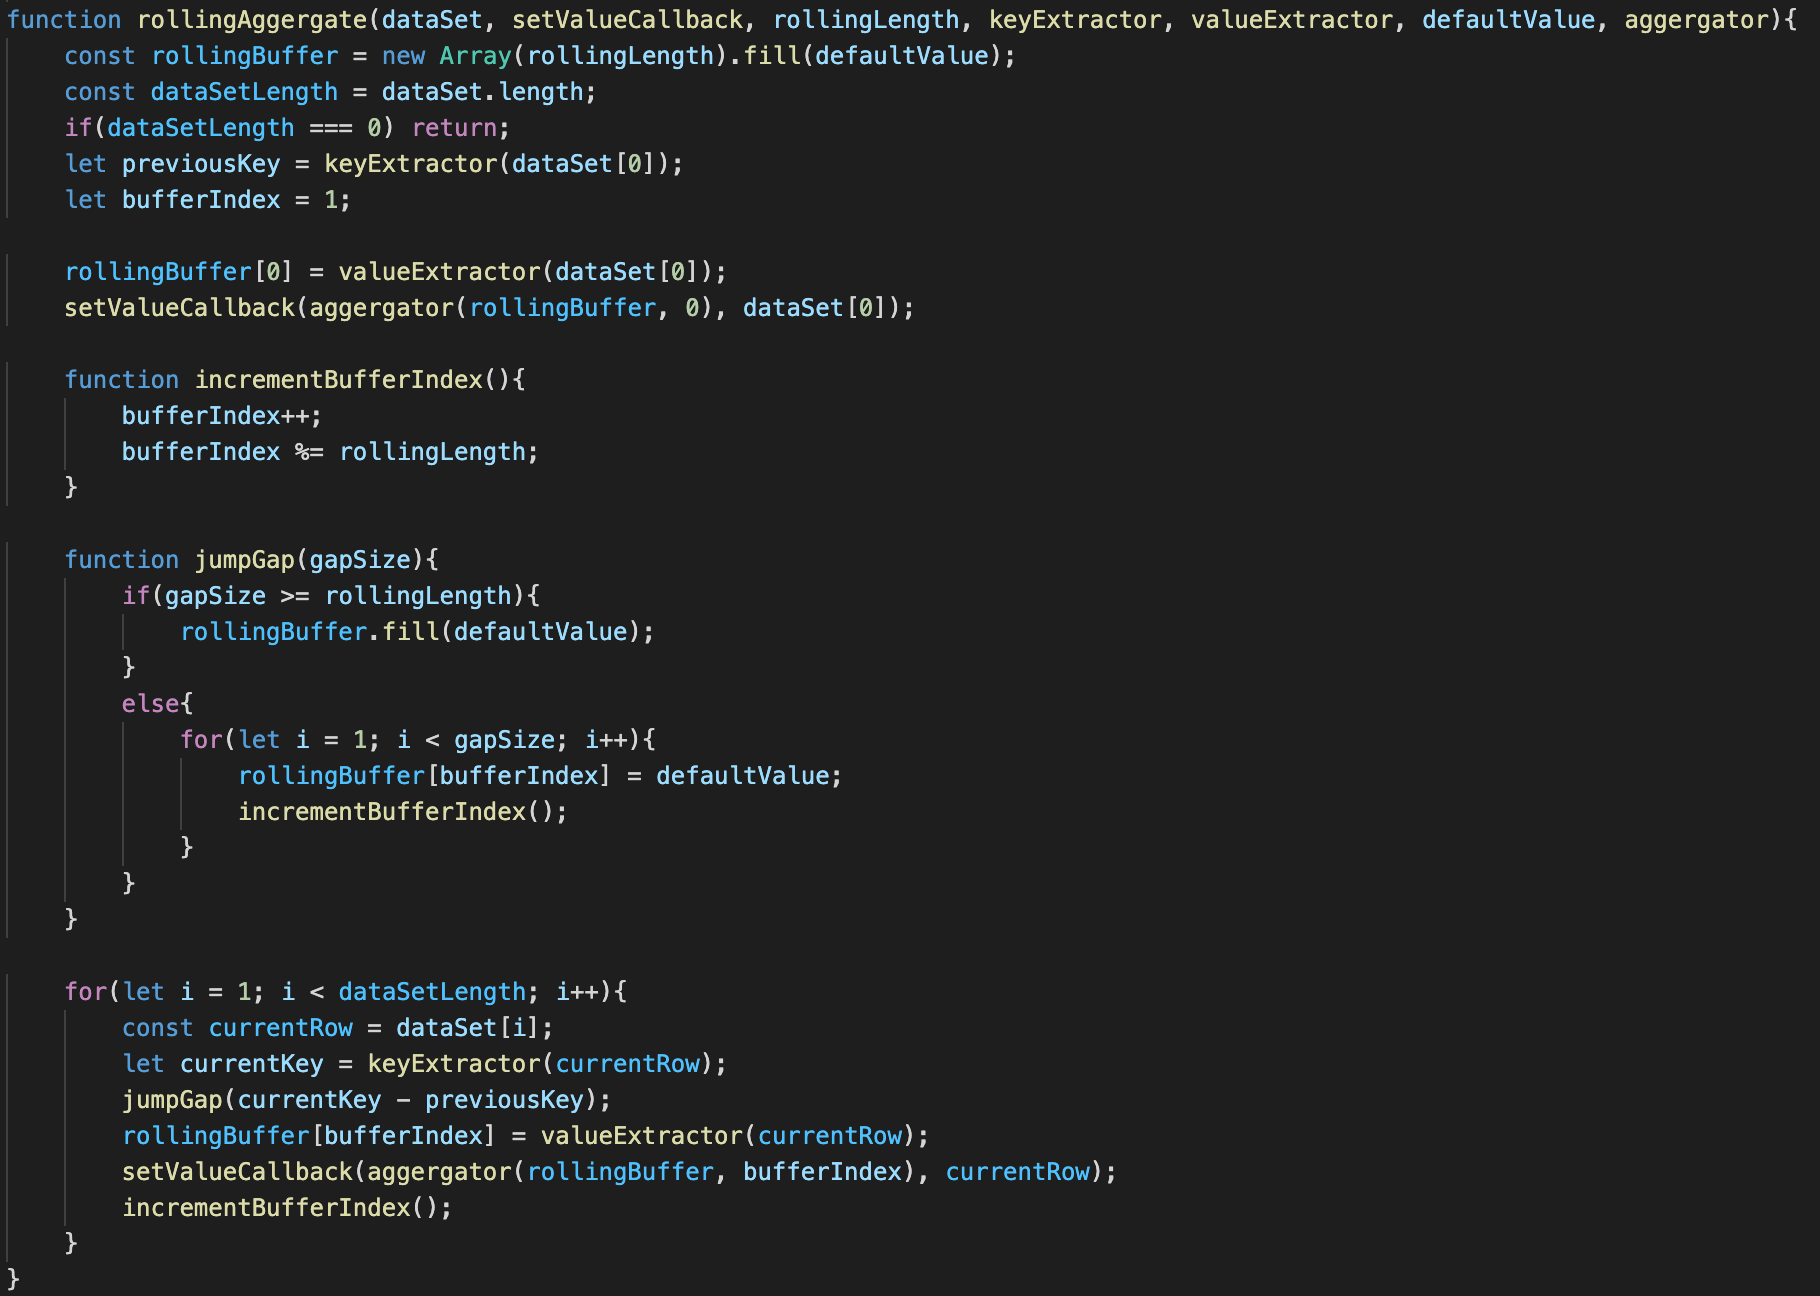 function rollingAggergate(dataSet, setValueCallback, rollingLength, keyExtractor, valueExtractor, defaultValue, aggergator){
    const rollingBuffer = new Array(rollingLength).fill(defaultValue);
    const dataSetLength = dataSet.length;
    if(dataSetLength === 0) return;
    let previousKey = keyExtractor(dataSet[0]);
    let bufferIndex = 1;

    rollingBuffer[0] = valueExtractor(dataSet[0]);
    setValueCallback(aggergator(rollingBuffer, 0), dataSet[0]);

    function incrementBufferIndex(){
        bufferIndex++;
        bufferIndex %= rollingLength;
    }

    function jumpGap(gapSize){
        if(gapSize >= rollingLength){
            rollingBuffer.fill(defaultValue);
        }
        else{
            for(let i = 1; i < gapSize; i++){
                rollingBuffer[bufferIndex] = defaultValue;
                incrementBufferIndex();
            }
        }
    }

    for(let i = 1; i < dataSetLength; i++){
        const currentRow = dataSet[i];
        let currentKey = keyExtractor(currentRow);
        jumpGap(currentKey - previousKey);
        rollingBuffer[bufferIndex] = valueExtractor(currentRow);
        setValueCallback(aggergator(rollingBuffer, bufferIndex), currentRow);
        incrementBufferIndex();
    }
}